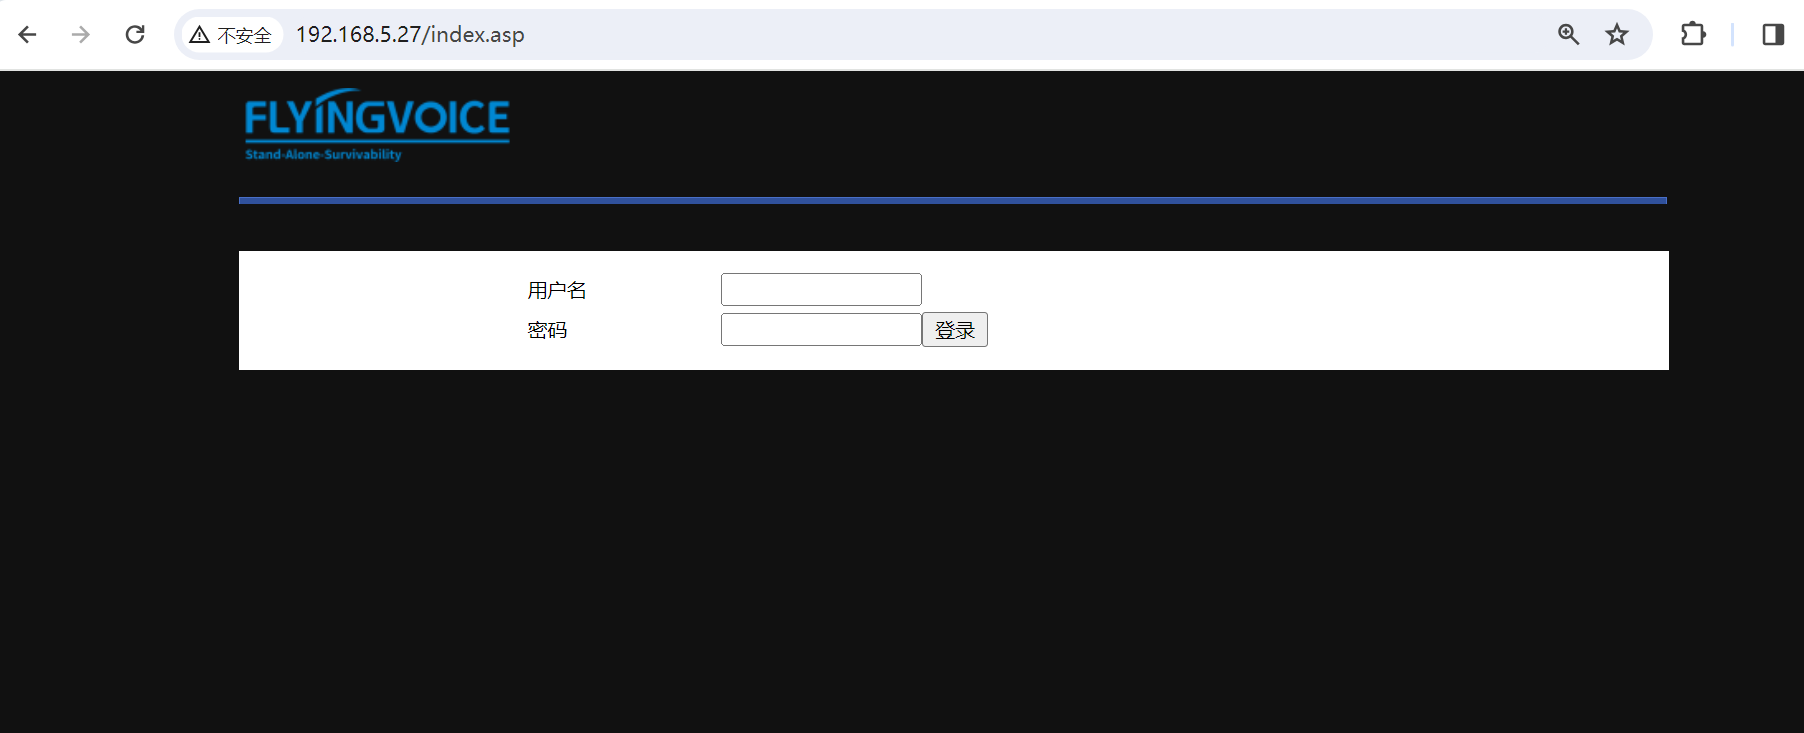 不安全 192.168.5.27/index.asp
FLYINGVOICE
Stand-Alone-Survivability
用户名
密码 登录